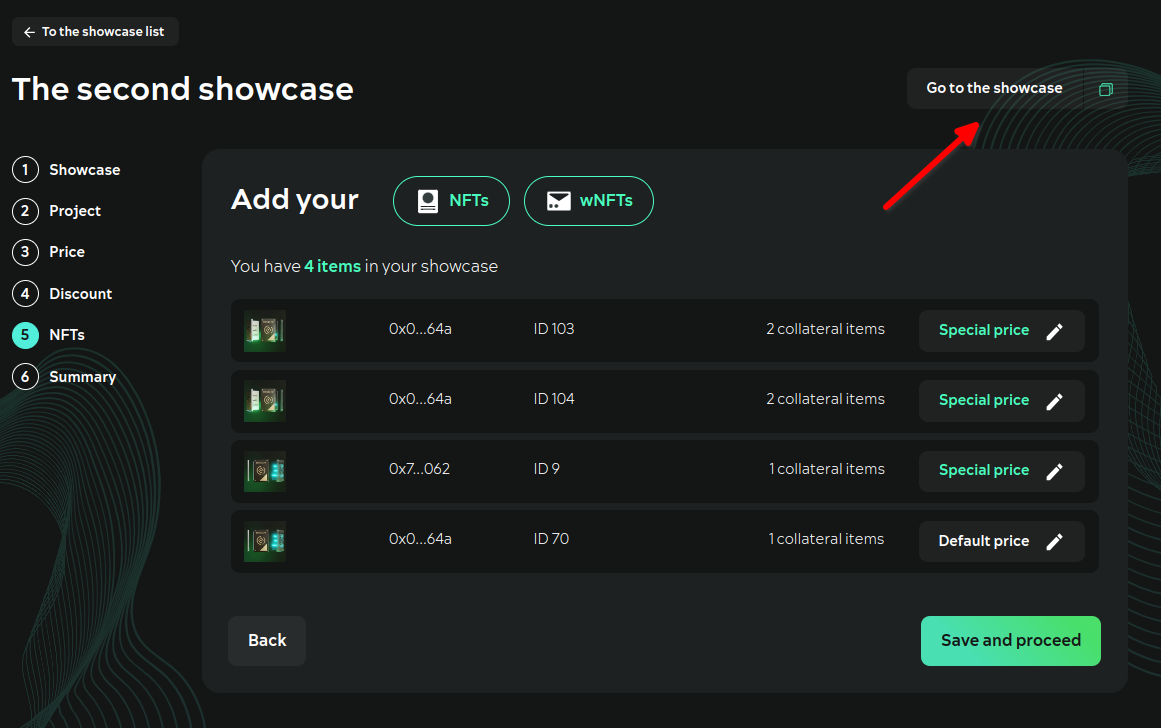 To the showcase list
The second showcase
Go to the showcase
1 Showcase
2 Project
3 Price
4 Discount
5 NFTs
6 Summary
Add your NFTs wNFTs
You have 4 items in your showcase
0x0...64a ID 103 2 collateral items Special price
0x0...64a ID 104 2 collateral items Special price
0x7...062 ID 9 1 collateral items Special price
0x0...64a ID 70 1 collateral items Default price
Back Save and proceed